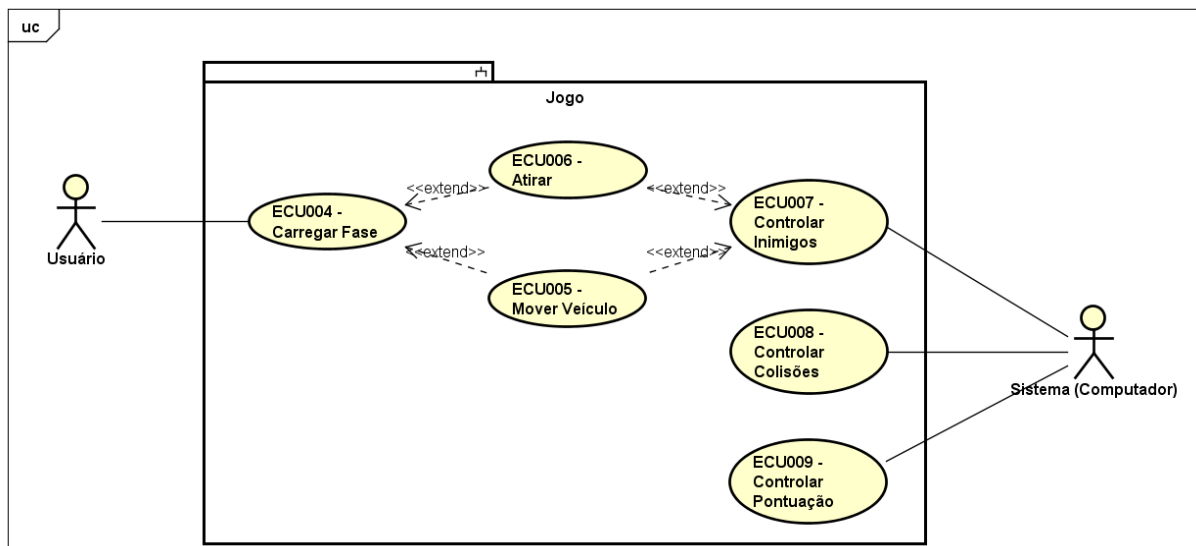 uc
Jogo
ECU006 -
Atirar
<<extend>>
<<extend>>
ECU004 -
Carregar Fase
ECU007 -
Controlar
Inimigos
Usuário
<<extend>>
<<extend>>
ECU005 -
Mover Veículo
ECU008 -
Controlar
Colisões
Sistema (Computador)
ECU009 -
Controlar
Pontuação